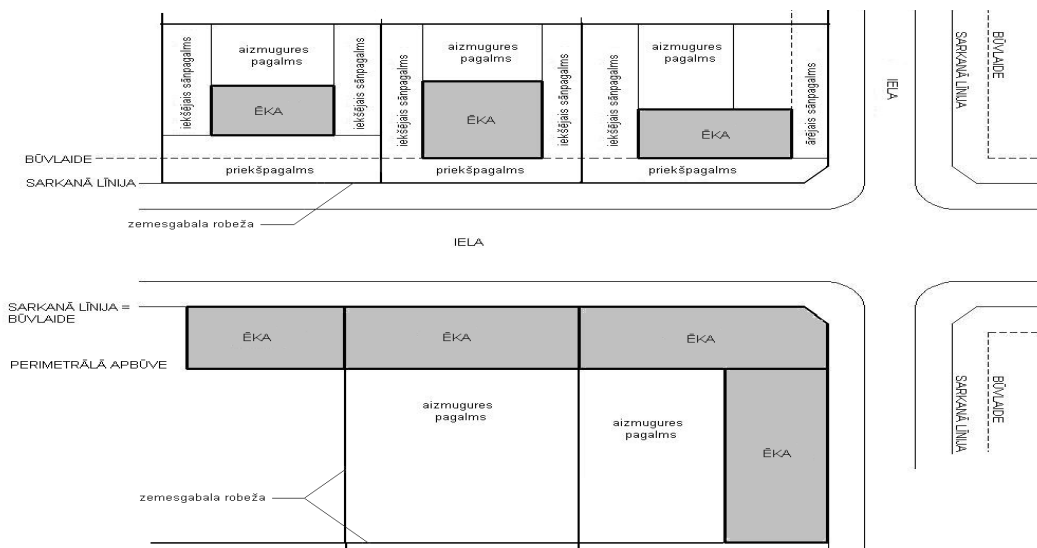 iekšējais sānpagalms
aizmugures
pagalms
iekšējais sānpagalms
iekšējais sānpagalms
aizmugures
pagalms
iekšējais sānpagalms
iekšējais sānpagalms
aizmugures
pagalms
ārējais sānpagalms
IELA
SARKANĀ LĪNIJA
BŪVLAIDE
ĒKA
ĒKA
ĒKA
BŪVLAIDE
priekšpagalms
priekšpagalms
priekšpagalms
SARKANĀ LĪNIJA
zemesgabala robeža
IELA
SARKANĀ LĪNIJA =
BŪVLAIDE
ĒKA
ĒKA
ĒKA
PERIMETRĀLĀ APBŪVE
SARKANĀ LĪNIJA
BŪVLAIDE
aizmugures
pagalms
aizmugures
pagalms
ĒKA
zemesgabala robeža